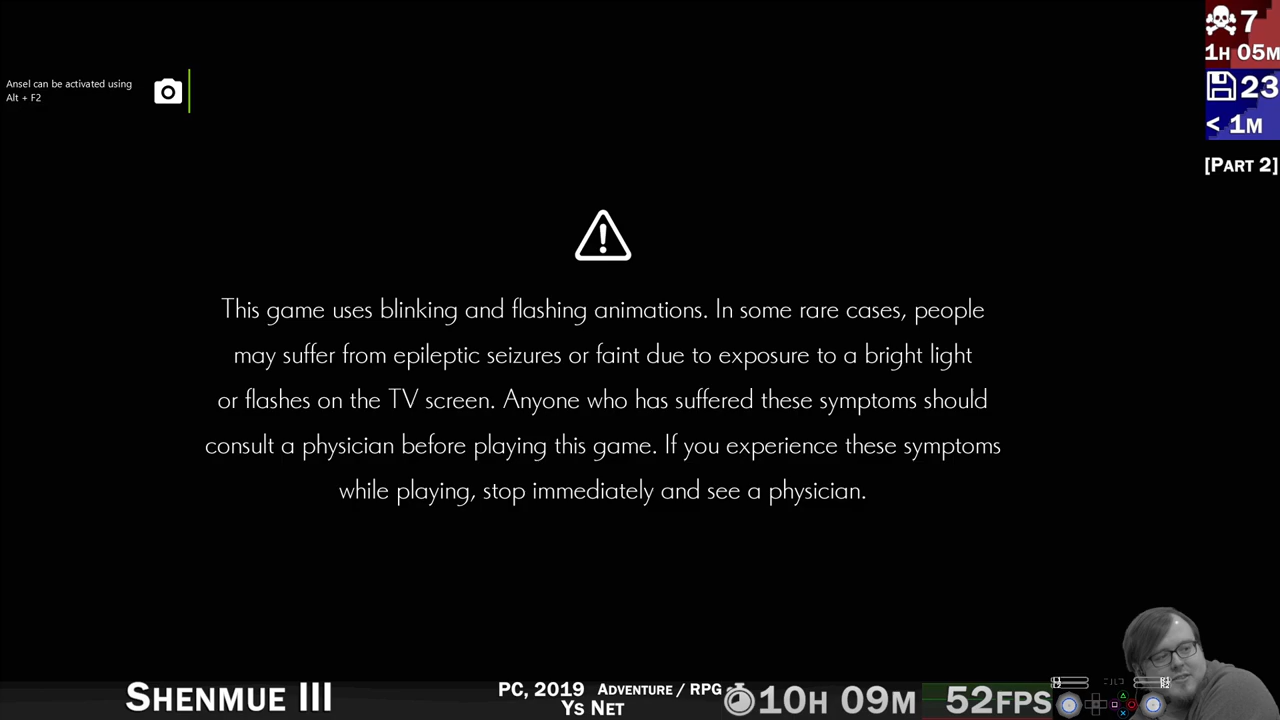 7
1H 05M
Ansel can be activated using
Alt + F2
23
< 1M
[PART 2]
This game uses blinking and flashing animations. In some rare cases, people
may suffer from epileptic seizures or faint due to exposure to a bright light
or flashes on the TV screen. Anyone who has suffered these symptoms should
consult a physician before playing this game. If you experience these symptoms
while playing, stop immediately and see a physician.
SHENMUE III
PC, 2019 ADVENTURE / RPG
YS NET
10H 09M
52FPS